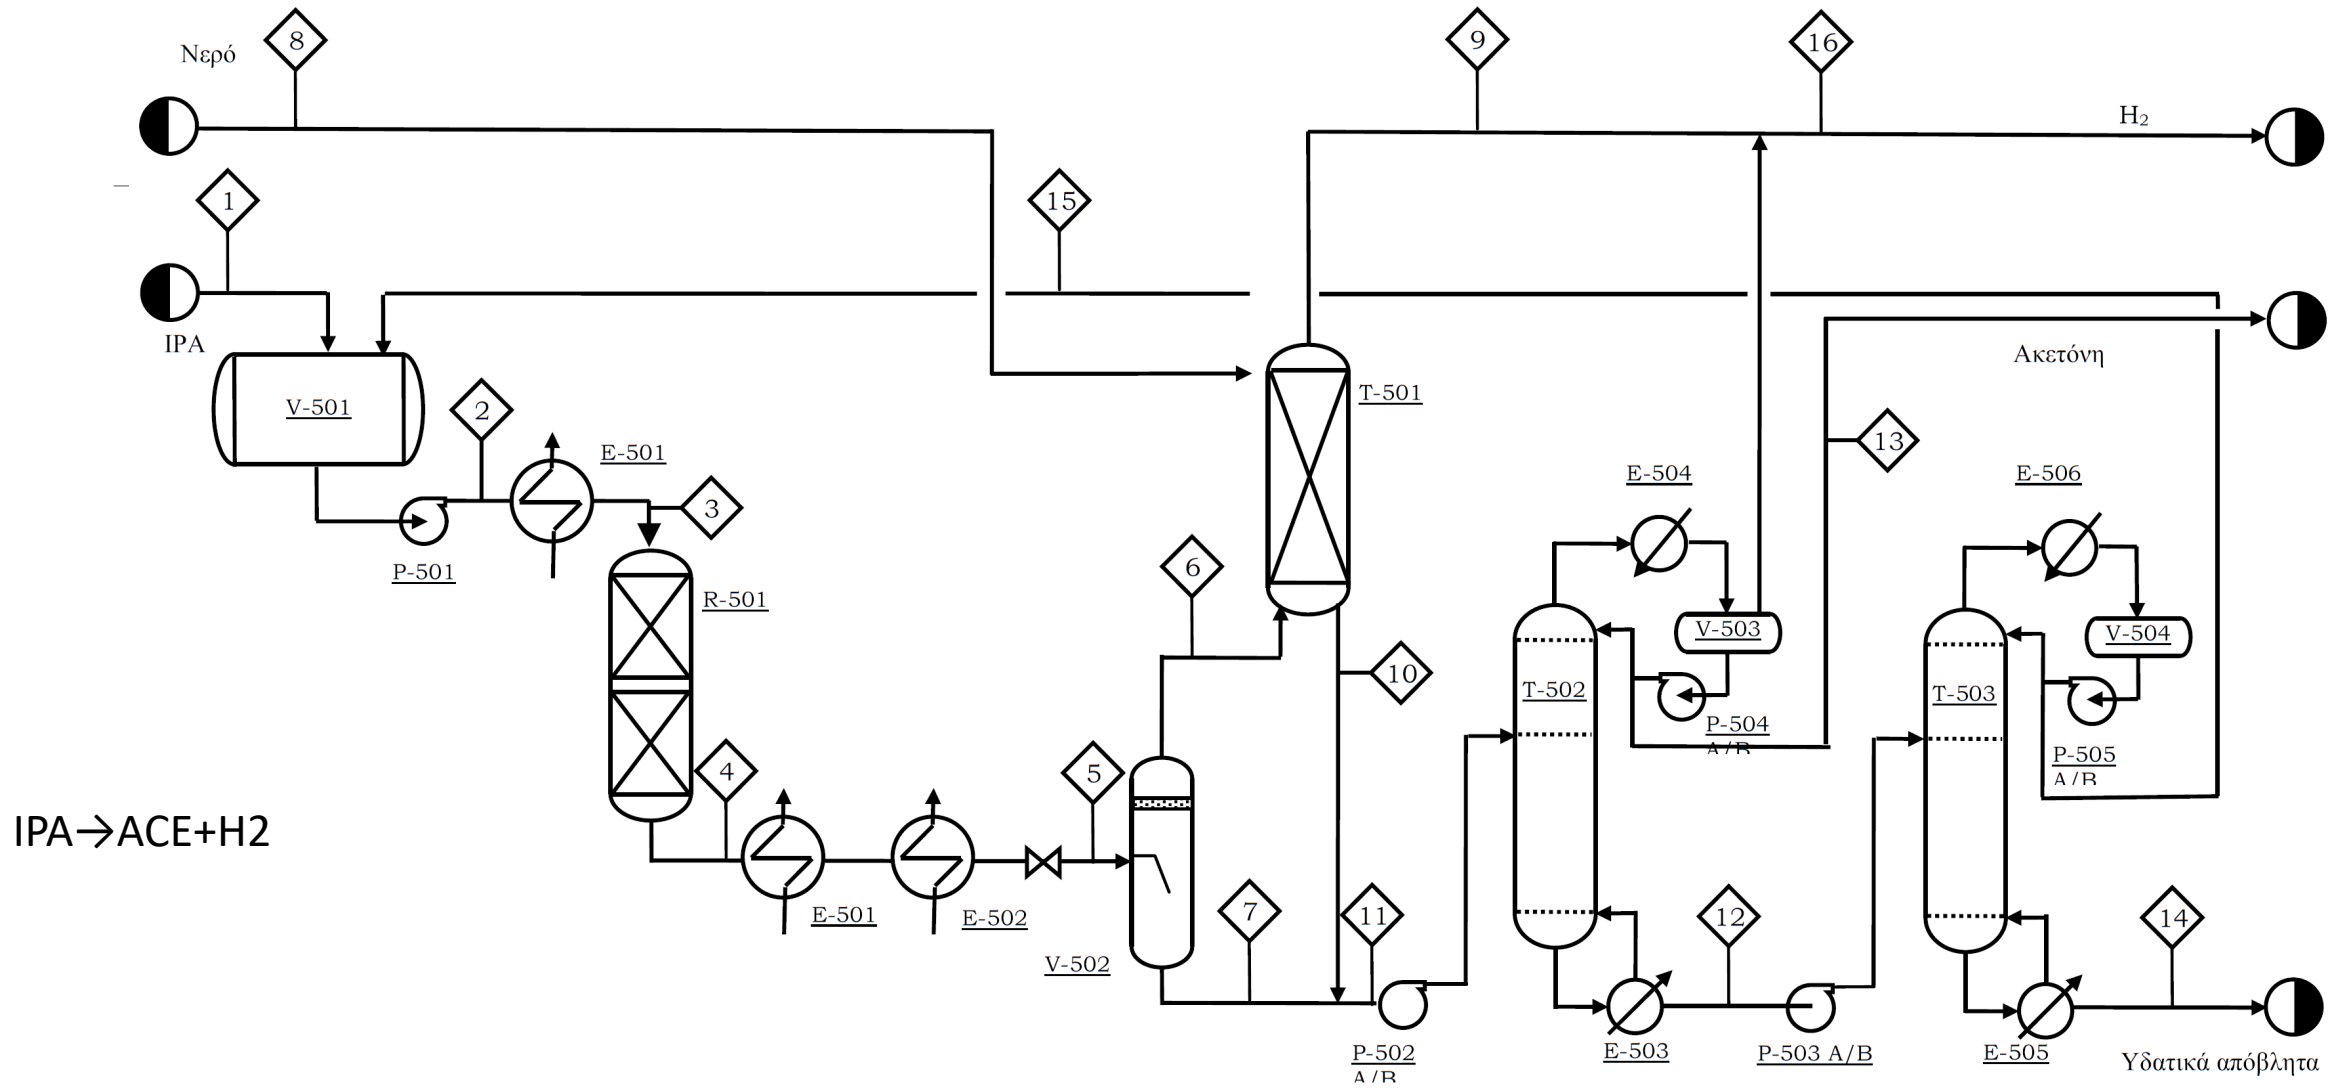 8
9
16
Νερό
H₂
1
15
IPA
Ακετόνη
V-501
2
T-501
13
E-501
E-504
E-506
3
P-501
6
R-501
V-503
V-504
10
T-502
T-503
P-504
A/B
P-505
A/B
4
5
IPA→ACE+H2
7
11
12
14
E-501
E-502
V-502
P-502
A/B
E-503
P-503 A/B
E-505
Υδατικά απόβλητα